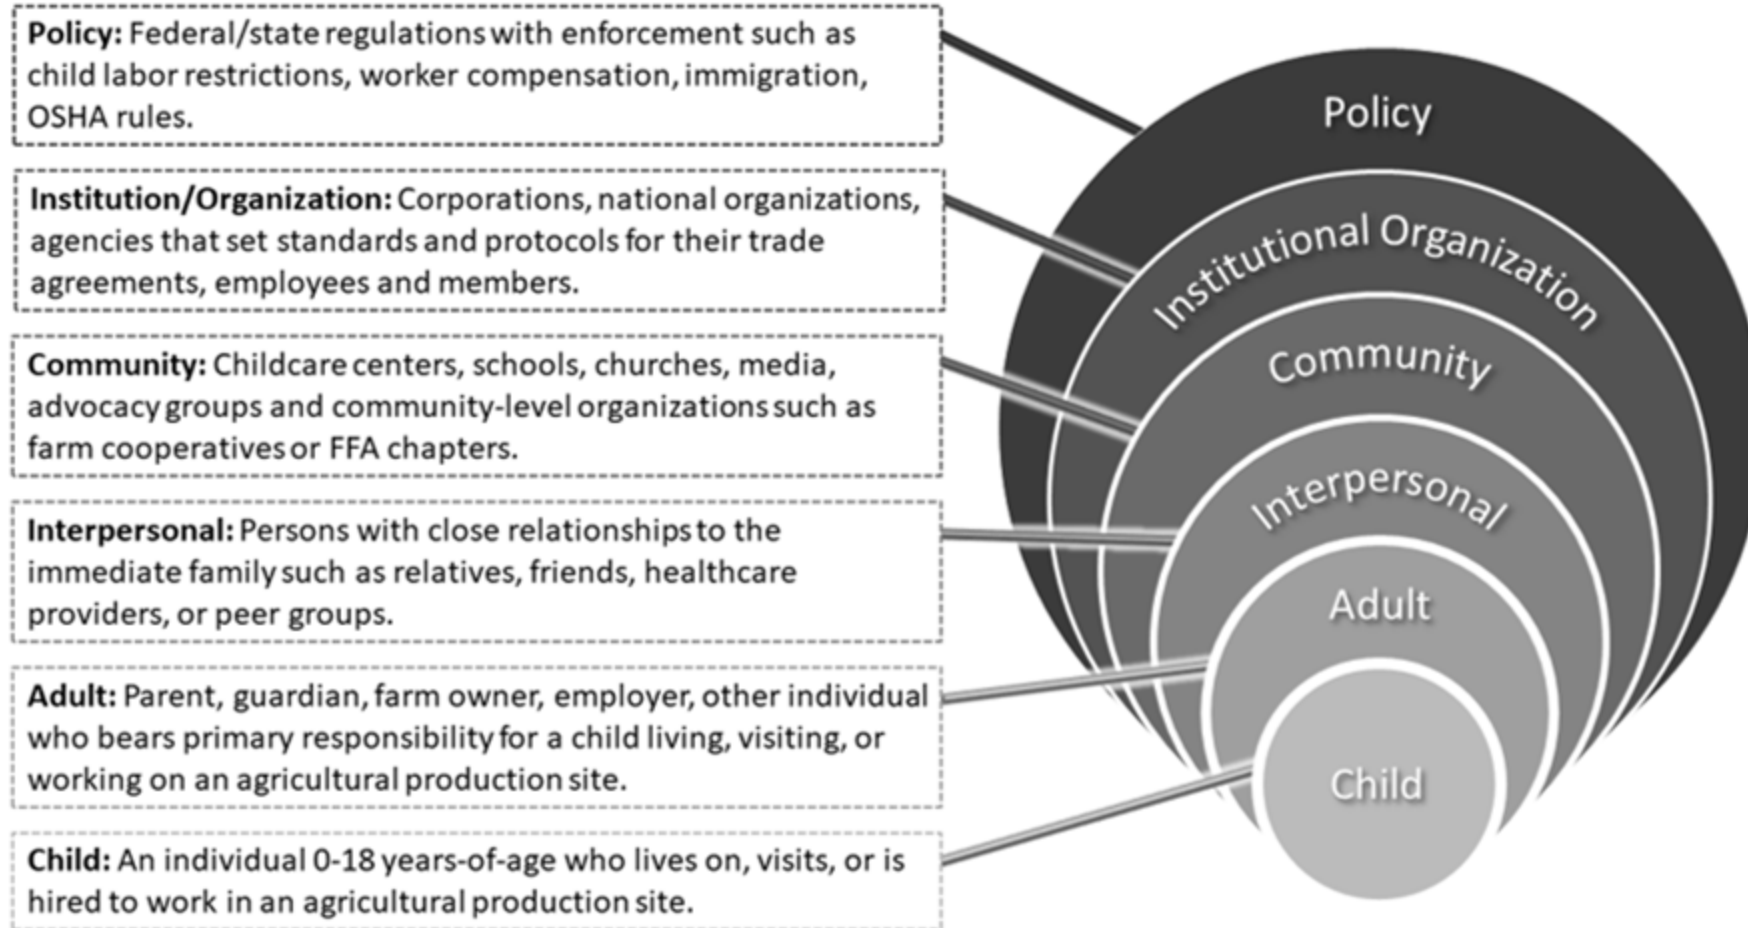 Policy: Federal/state regulations with enforcement such as
child labor restrictions, worker compensation, immigration,
OSHA rules.
Institution/Organization: Corporations, national organizations,
agencies that set standards and protocols for their trade
agreements, employees and members.
Community: Childcare centers, schools, churches, media,
advocacy groups and community-level organizations such as
farm cooperatives or FFA chapters.
Interpersonal: Persons with close relationships to the
immediate family such as relatives, friends, healthcare
providers, or peer groups.
Adult: Parent, guardian, farm owner, employer, other individual
who bears primary responsibility for a child living, visiting, or
working on an agricultural production site.
Child: An individual 0-18 years-of-age who lives on, visits, or is
hired to work in an agricultural production site.
Policy
Institutional Organization
Community
Interpersonal
Adult
Child